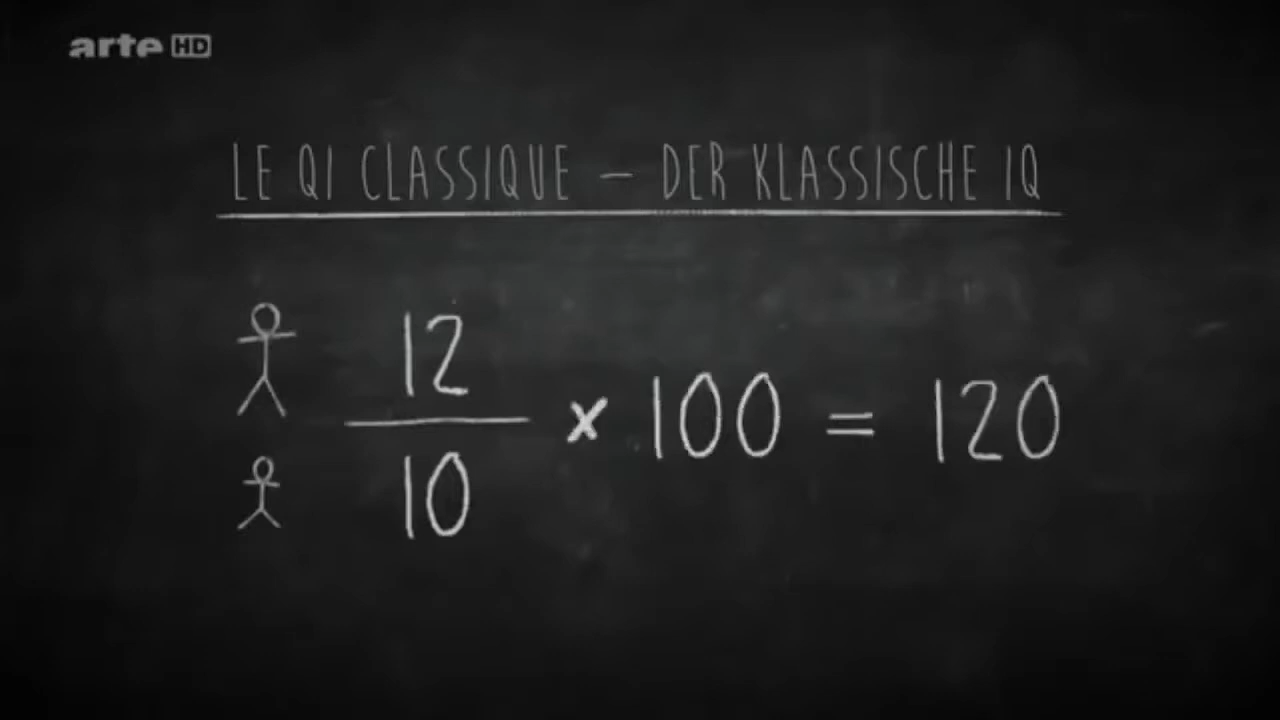 arte HD
LE QI CLASSIQUE – DER KLASSISCHE IQ
12
10
x 100 = 120